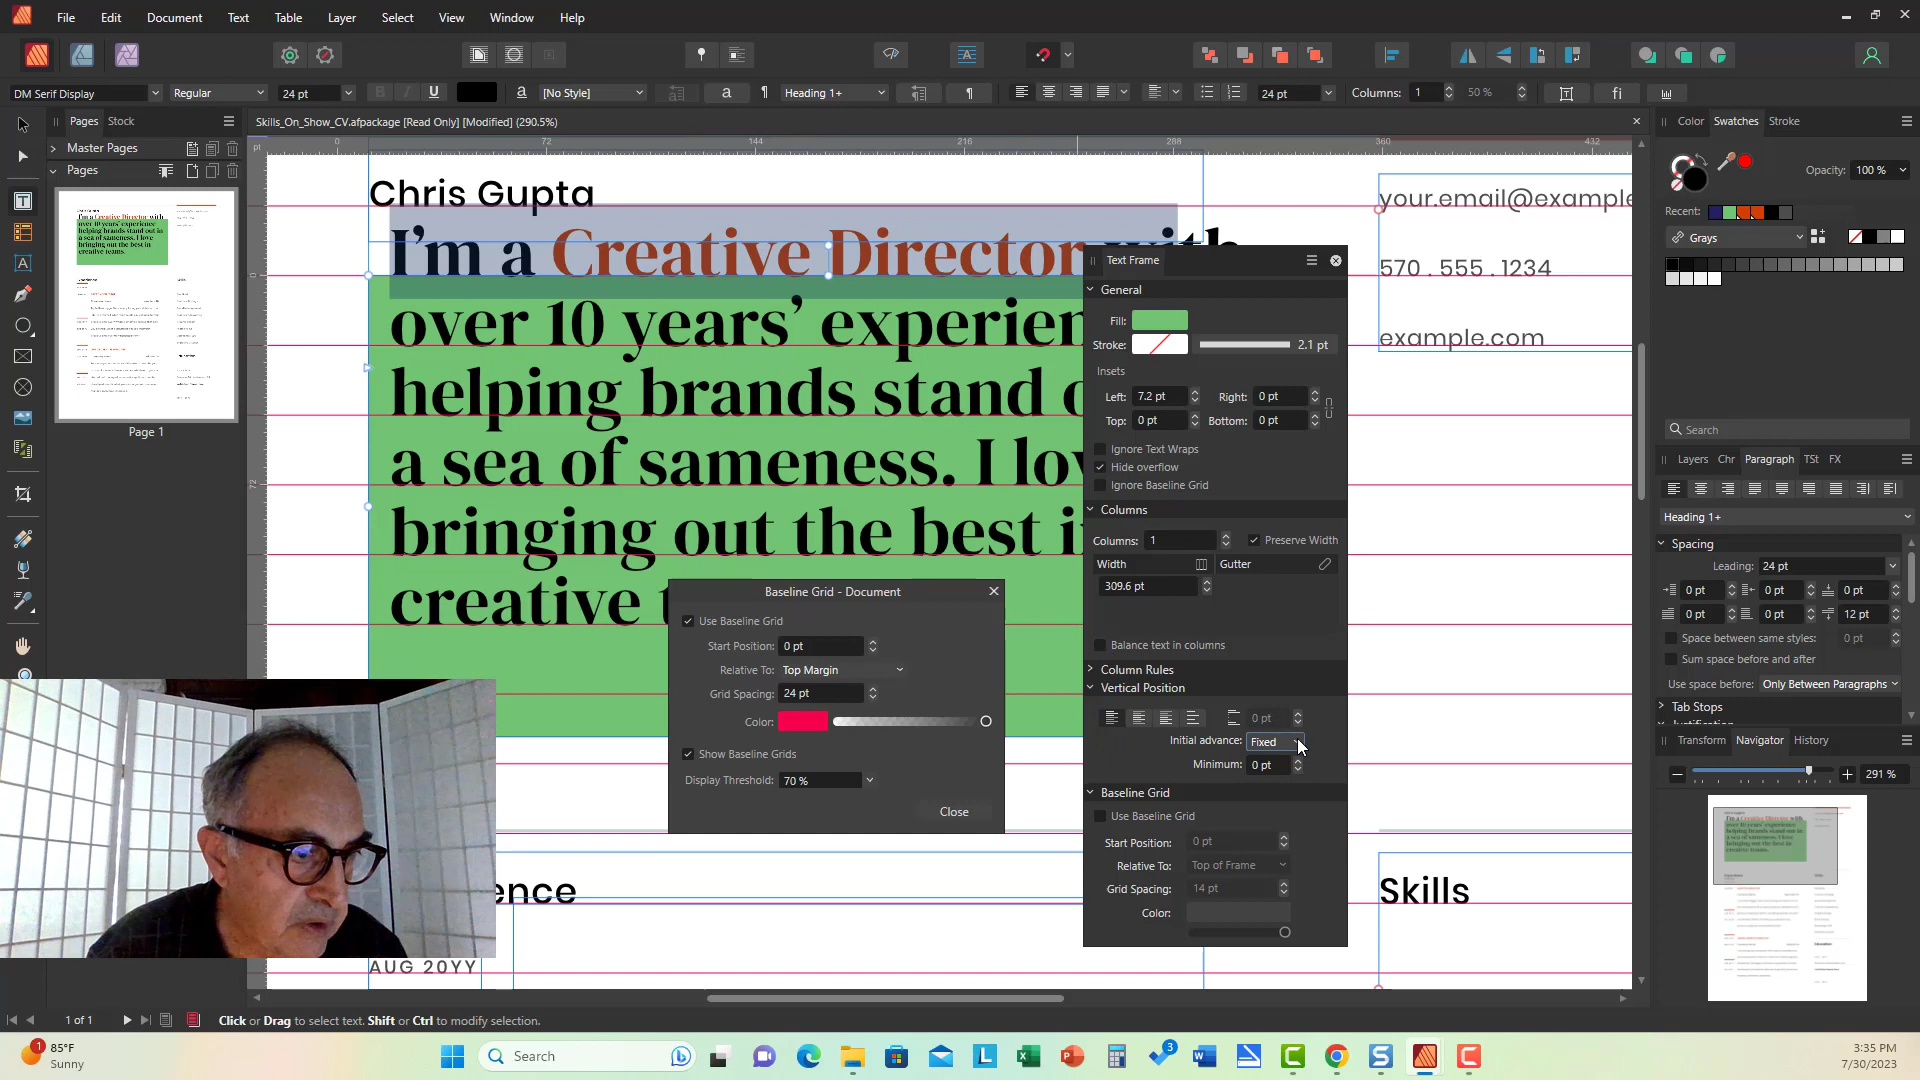 File Edit Document Text Table Layer Select View Window Help
DM Serif Display Regular 24 pt B I U a [No Style] a ¶ Heading 1+ ¶ 24 pt Columns: 1 50 % fi
Pages Stock
Skills_On_Show_CV.afpackage [Read Only] [Modified] (290.5%)
Master Pages
Pages
Page 1
pt 0 72 144 216 288 360 432
0
72
Chris Gupta
I'm a Creative Director with
over 10 years' experien
helping brands stand o
a sea of sameness. I lov
bringing out the best i
creative t
your.email@example
570 . 555 . 1234
example.com
ence
AUG 20YY
Skills
Baseline Grid - Document
Use Baseline Grid
Start Position: 0 pt
Relative To: Top Margin
Grid Spacing: 24 pt
Color:
Show Baseline Grids
Display Threshold: 70 %
Close
Text Frame
General
Fill:
Stroke: 2.1 pt
Insets
Left: 7.2 pt Right: 0 pt
Top: 0 pt Bottom: 0 pt
Ignore Text Wraps
Hide overflow
Ignore Baseline Grid
Columns
Columns: 1 Preserve Width
Width Gutter
309.6 pt
Balance text in columns
Column Rules
Vertical Position
0 pt
Initial advance: Fixed
Minimum: 0 pt
Baseline Grid
Use Baseline Grid
Start Position: 0 pt
Relative To: Top of Frame
Grid Spacing: 14 pt
Color:
Color Swatches Stroke
Opacity: 100 %
Recent:
Grays
Search
Layers Chr Paragraph TSt FX
Heading 1+
Spacing
Leading: 24 pt
0 pt 0 pt 0 pt
0 pt 0 pt 12 pt
Space between same styles: 0 pt
Sum space before and after
Use space before: Only Between Paragraphs
Tab Stops
Transform Navigator History
291 %
1 of 1
Click or Drag to select text. Shift or Ctrl to modify selection.
1
85°F
Sunny
Search
3
3:35 PM
7/30/2023